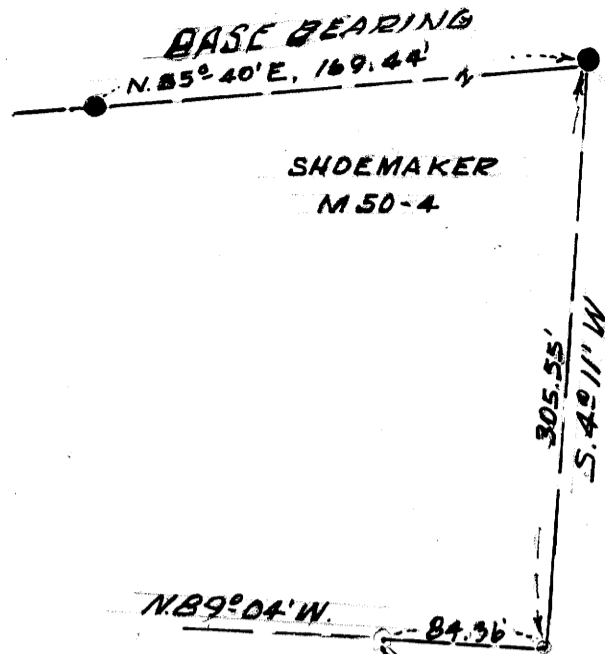 BASE BEARING
N.85°40'E, 169.44'
SHOEMAKER
M 50-4
305.55'
S.4°11'W
N.89°04'W.
84.36'